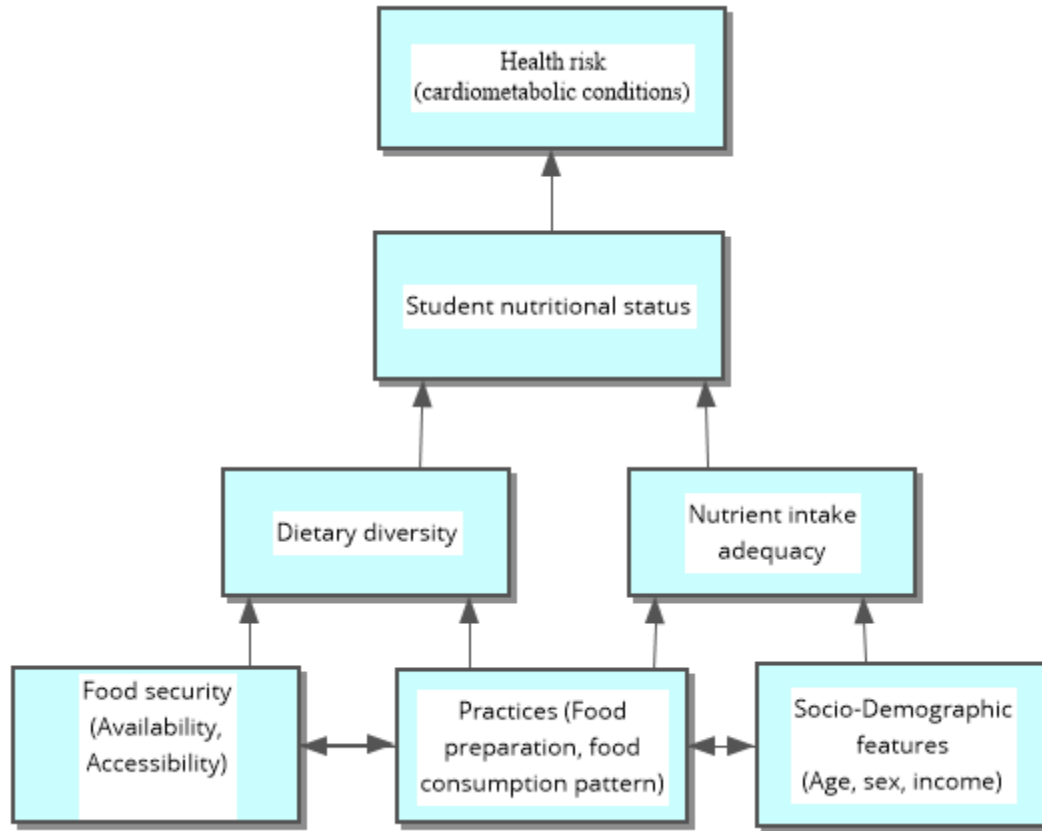 Health risk
(cardiometabolic conditions)
Student nutritional status
Dietary diversity
Nutrient intake
adequacy
Food security
(Availability,
Accessibility)
Practices (Food
preparation, food
consumption pattern)
Socio-Demographic
features
(Age, sex, income)